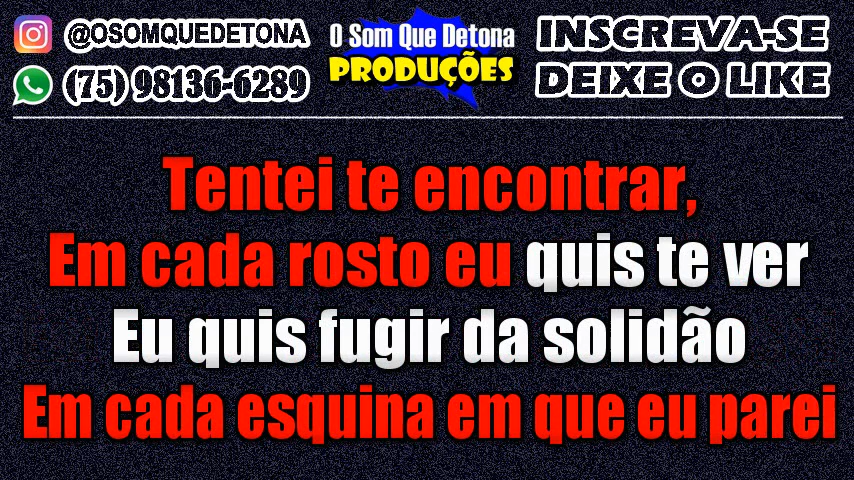 @OSOMQUEDETONA
(75) 98136-6289
O Som Que Detona
PRODUÇÕES
INSCREVA-SE
DEIXE O LIKE
Tentei te encontrar,
Em cada rosto eu quis te ver
Eu quis fugir da solidão
Em cada esquina em que eu parei